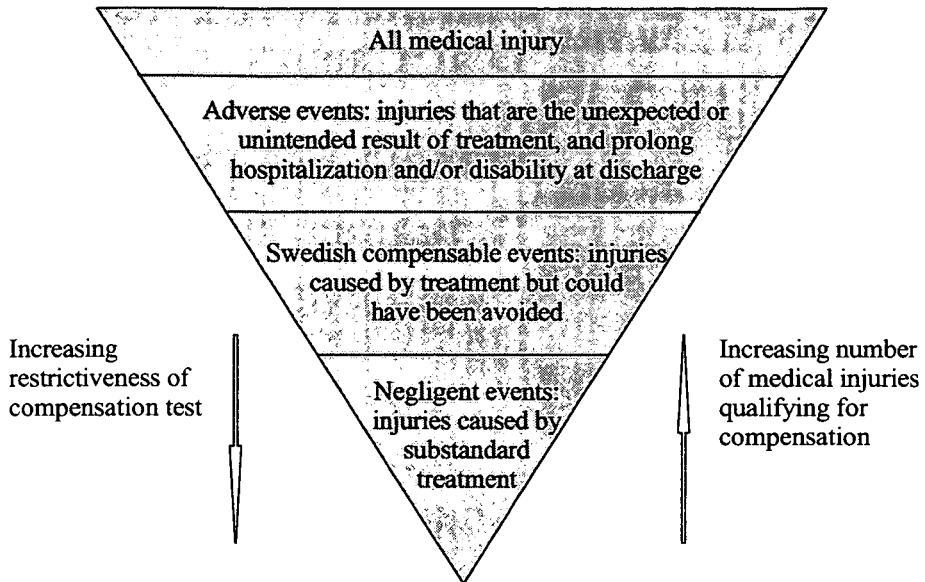 All medical injury
Adverse events: injuries that are the unexpected or
unintended result of treatment, and prolong
hospitalization and/or disability at discharge
Swedish compensable events: injuries
caused by treatment but could
have been avoided
Increasing
restrictiveness of
compensation test
Negligent events:
injuries caused by
substandard
treatment
Increasing number
of medical injuries
qualifying for
compensation